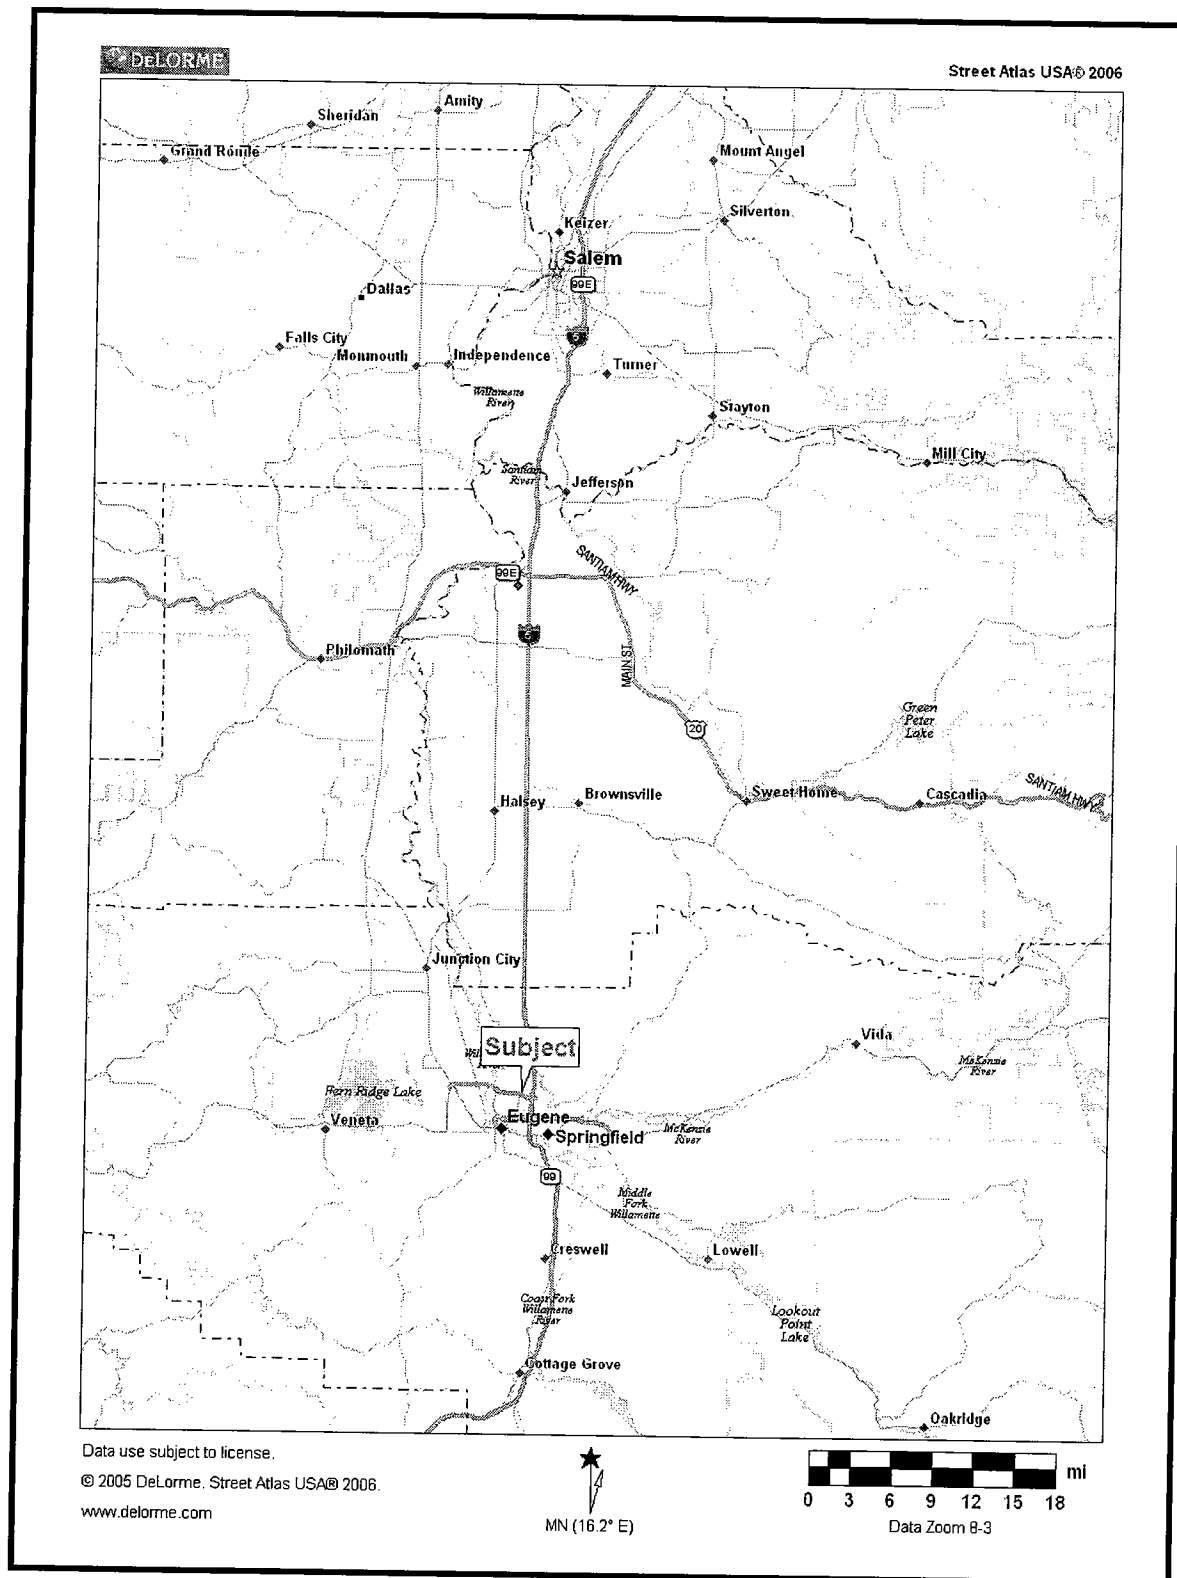 DELORME
Street Atlas USA® 2006
Amity
Sheridan
Grand Ronde
Mount Angel
Silverton
Keizer
Salem
99E
Dallas
5
Falls City
Monmouth
Independence
Turner
Willamette
River
Stayton
Mill City
Santiam
River
Jefferson
SANTIAM HWY
99E
5
Philomath
MAIN ST
Green
Peter
Lake
20
Halsey
Brownsville
Sweet Home
Cascadia
SANTIAM HWY
Junction City
Subject
Vida
McKenzie
River
Fern Ridge Lake
Veneta
Eugene
Springfield
McKenzie
River
99
Middle
Fork
Willamette
Creswell
Lowell
Coast Fork
Willamette
River
Lookout
Point
Lake
Cottage Grove
Oakridge
Data use subject to license.
© 2005 DeLorme. Street Atlas USA® 2006.
www.delorme.com
MN (16.2° E)
mi
0 3 6 9 12 15 18
Data Zoom 8-3